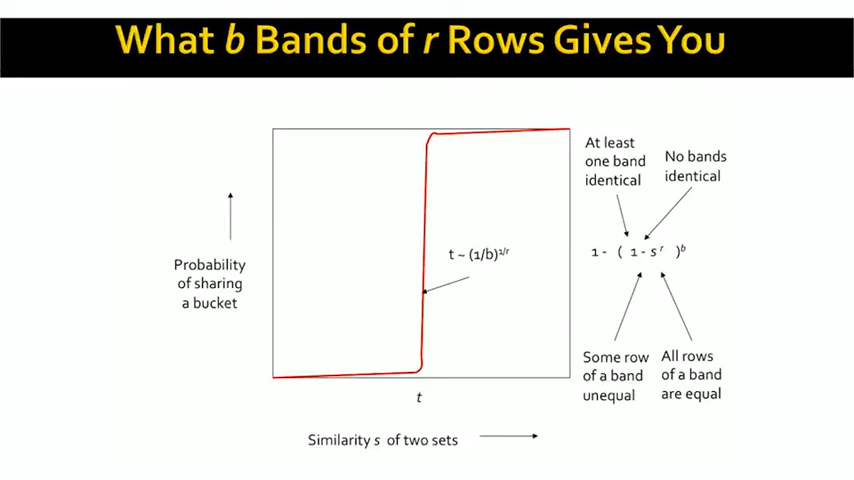 What b Bands of r Rows Gives You
At least
one band
identical
No bands
identical
Probability
of sharing
a bucket
t ~ (1/b)^1/r
1 - ( 1 - s^r )^b
Some row
of a band
unequal
All rows
of a band
are equal
t
Similarity s of two sets